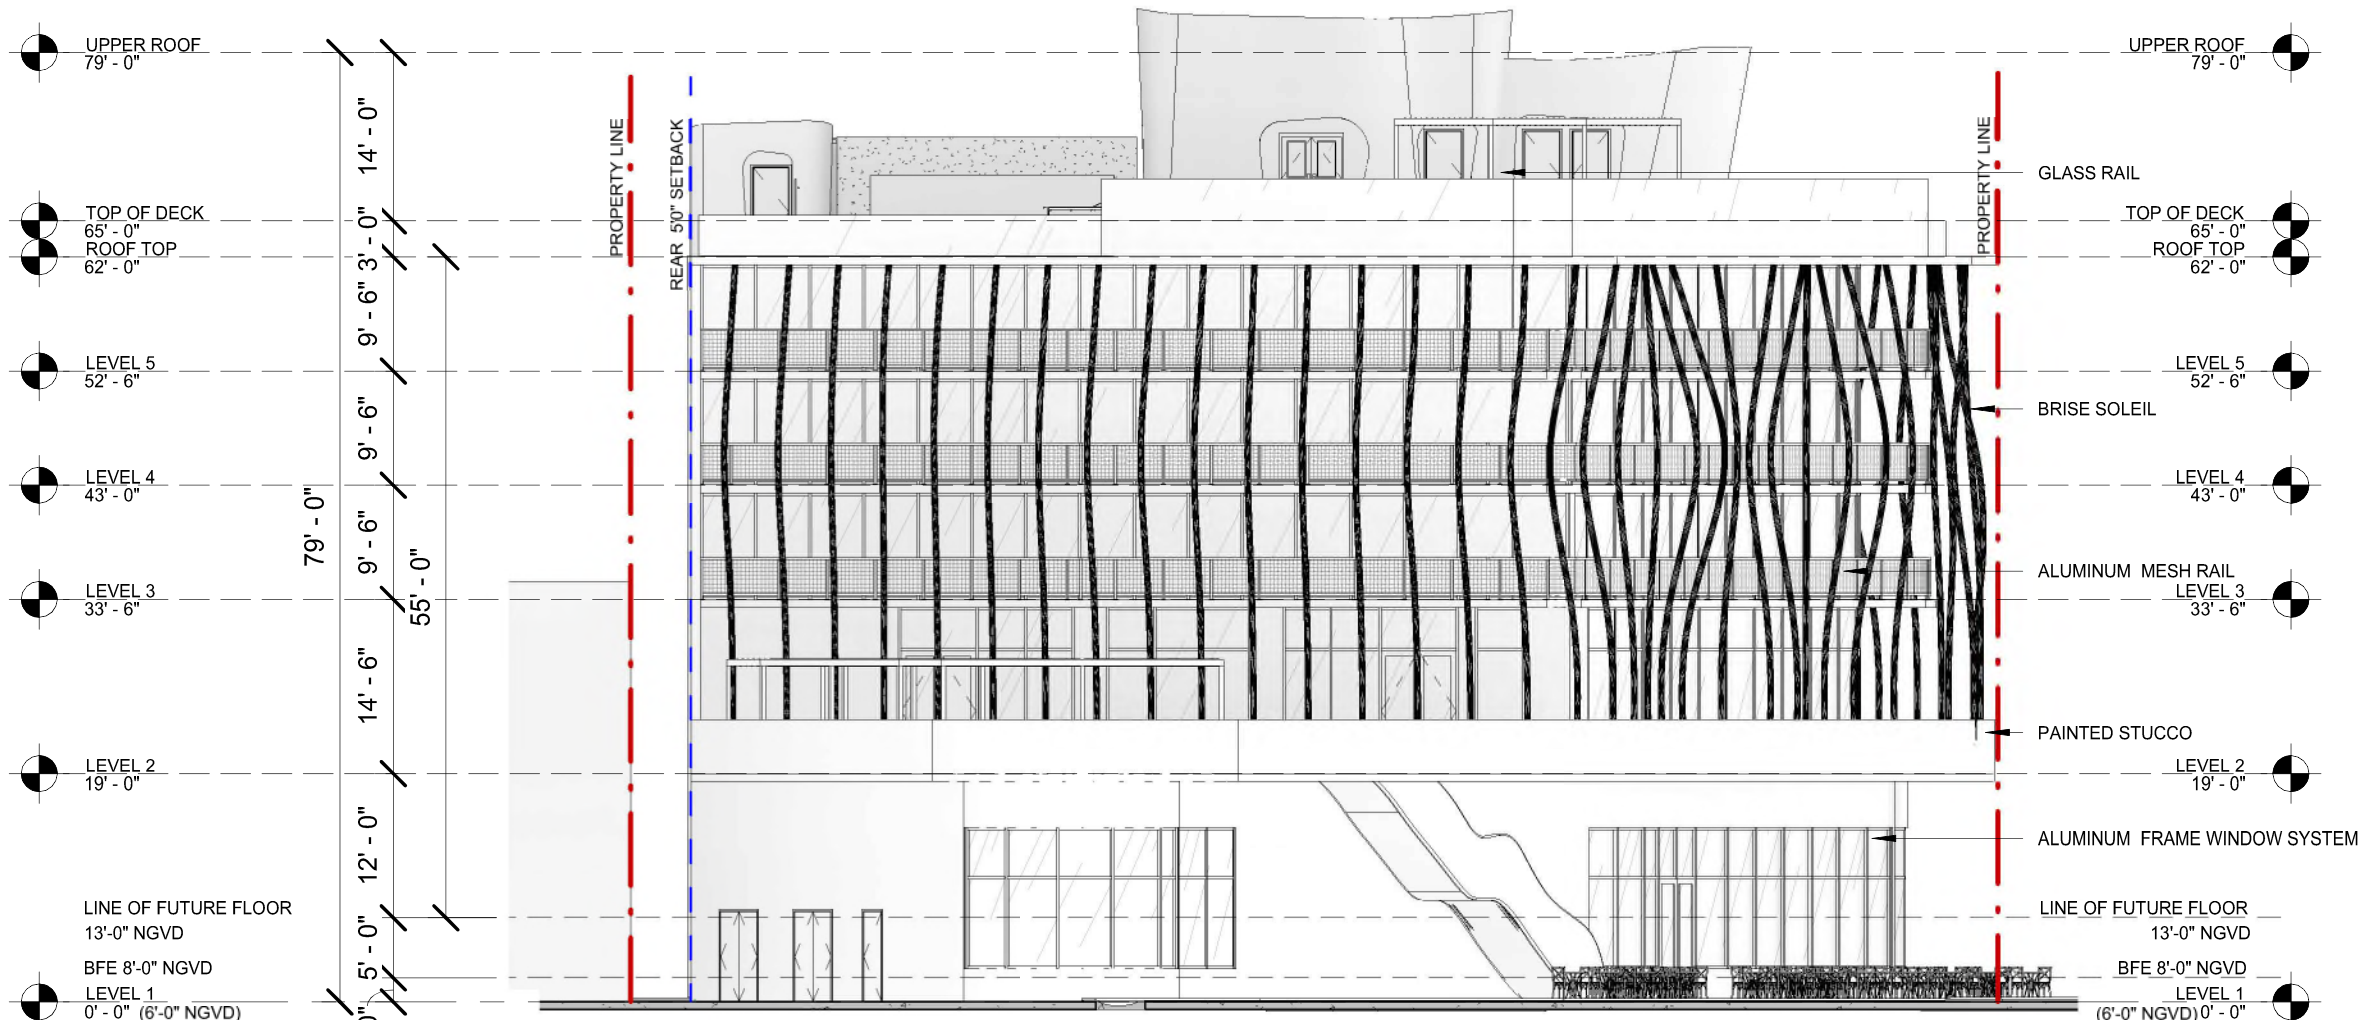 UPPER ROOF
79' - 0"
TOP OF DECK
65' - 0"
ROOF TOP
62' - 0"
LEVEL 5
52' - 6"
LEVEL 4
43' - 0"
LEVEL 3
33' - 6"
LEVEL 2
19' - 0"
LINE OF FUTURE FLOOR
13'-0" NGVD
BFE 8'-0" NGVD
LEVEL 1
0' - 0" (6'-0" NGVD)
79' - 0"
14' - 0"
3' - 0"
9' - 6"
9' - 6"
9' - 6"
14' - 6"
12' - 0"
5' - 0"
55' - 0"
PROPERTY LINE
REAR 5'0" SETBACK
PROPERTY LINE
UPPER ROOF
79' - 0"
GLASS RAIL
TOP OF DECK
65' - 0"
ROOF TOP
62' - 0"
LEVEL 5
52' - 6"
BRISE SOLEIL
LEVEL 4
43' - 0"
ALUMINUM MESH RAIL
LEVEL 3
33' - 6"
PAINTED STUCCO
LEVEL 2
19' - 0"
ALUMINUM FRAME WINDOW SYSTEM
LINE OF FUTURE FLOOR
13'-0" NGVD
BFE 8'-0" NGVD
LEVEL 1
(6'-0" NGVD) 0' - 0"